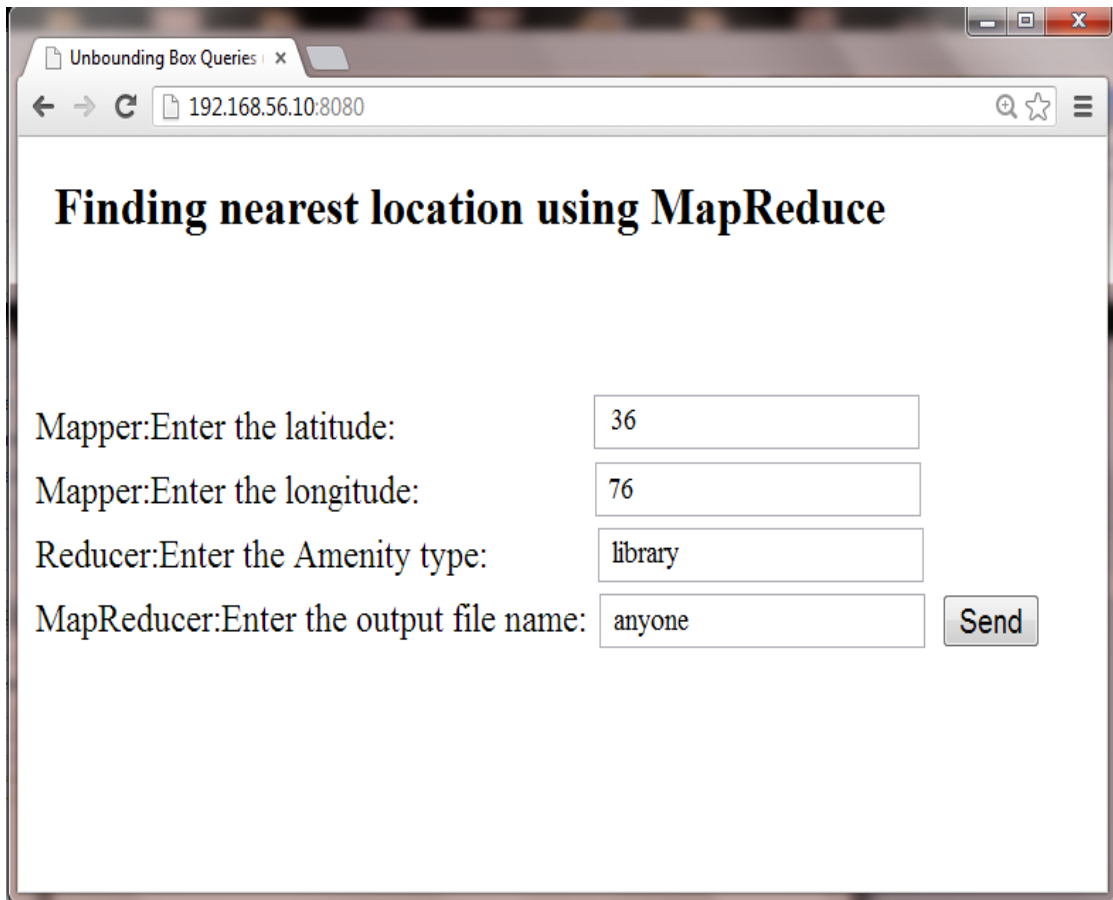 Unbounding Box Queries
192.168.56.10:8080
Finding nearest location using MapReduce
Mapper:Enter the latitude: 36
Mapper:Enter the longitude: 76
Reducer:Enter the Amenity type: library
MapReducer:Enter the output file name: anyone Send